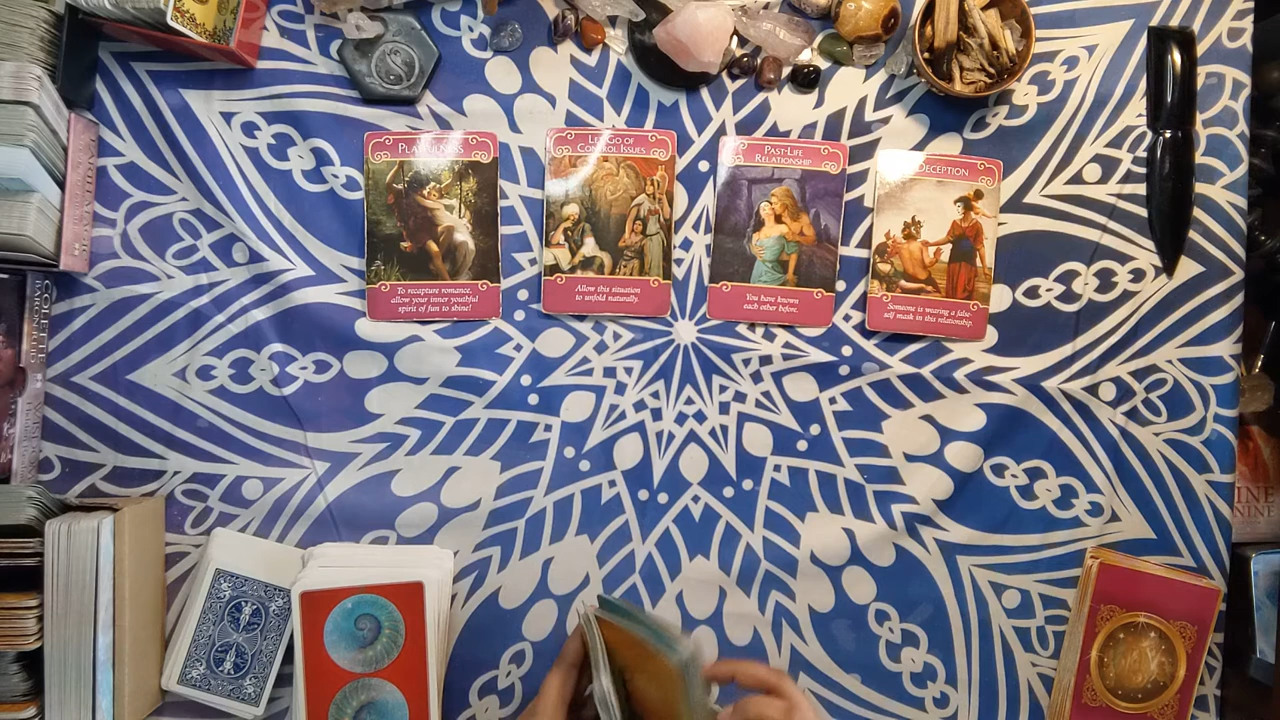 PLAYFULNESS
LET GO OF
CONTROL ISSUES
PAST-LIFE
RELATIONSHIP
DECEPTION
To recapture romance,
allow your inner youthful
spirit of fun to shine!
Allow this situation
to unfold naturally.
You have known
each other before.
Someone is wearing a false-
self mask in this relationship.
COLETTE
BARON-REID